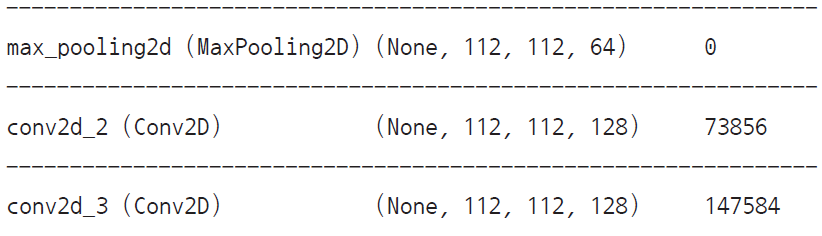 _________________________________________________________________
max_pooling2d (MaxPooling2D) (None, 112, 112, 64) 0
_________________________________________________________________
conv2d_2 (Conv2D) (None, 112, 112, 128) 73856
_________________________________________________________________
conv2d_3 (Conv2D) (None, 112, 112, 128) 147584